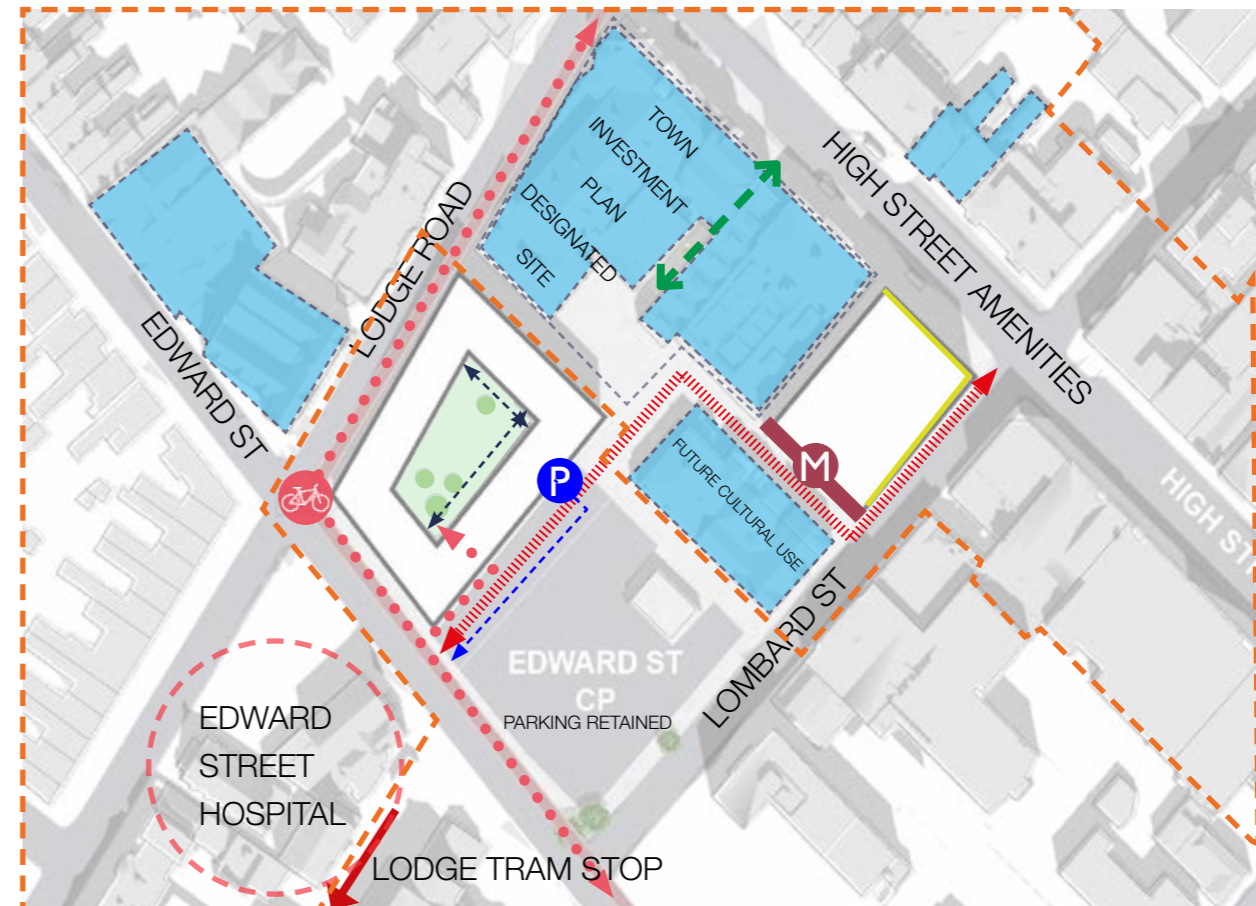 TOWN
INVESTMENT
PLAN
DESIGNATED
SITE
HIGH STREET AMENITIES
LODGE ROAD
EDWARD ST
P
M
FUTURE CULTURAL USE
HIGH ST
EDWARD ST
CP
PARKING RETAINED
LOMBARD ST
EDWARD
STREET
HOSPITAL
LODGE TRAM STOP